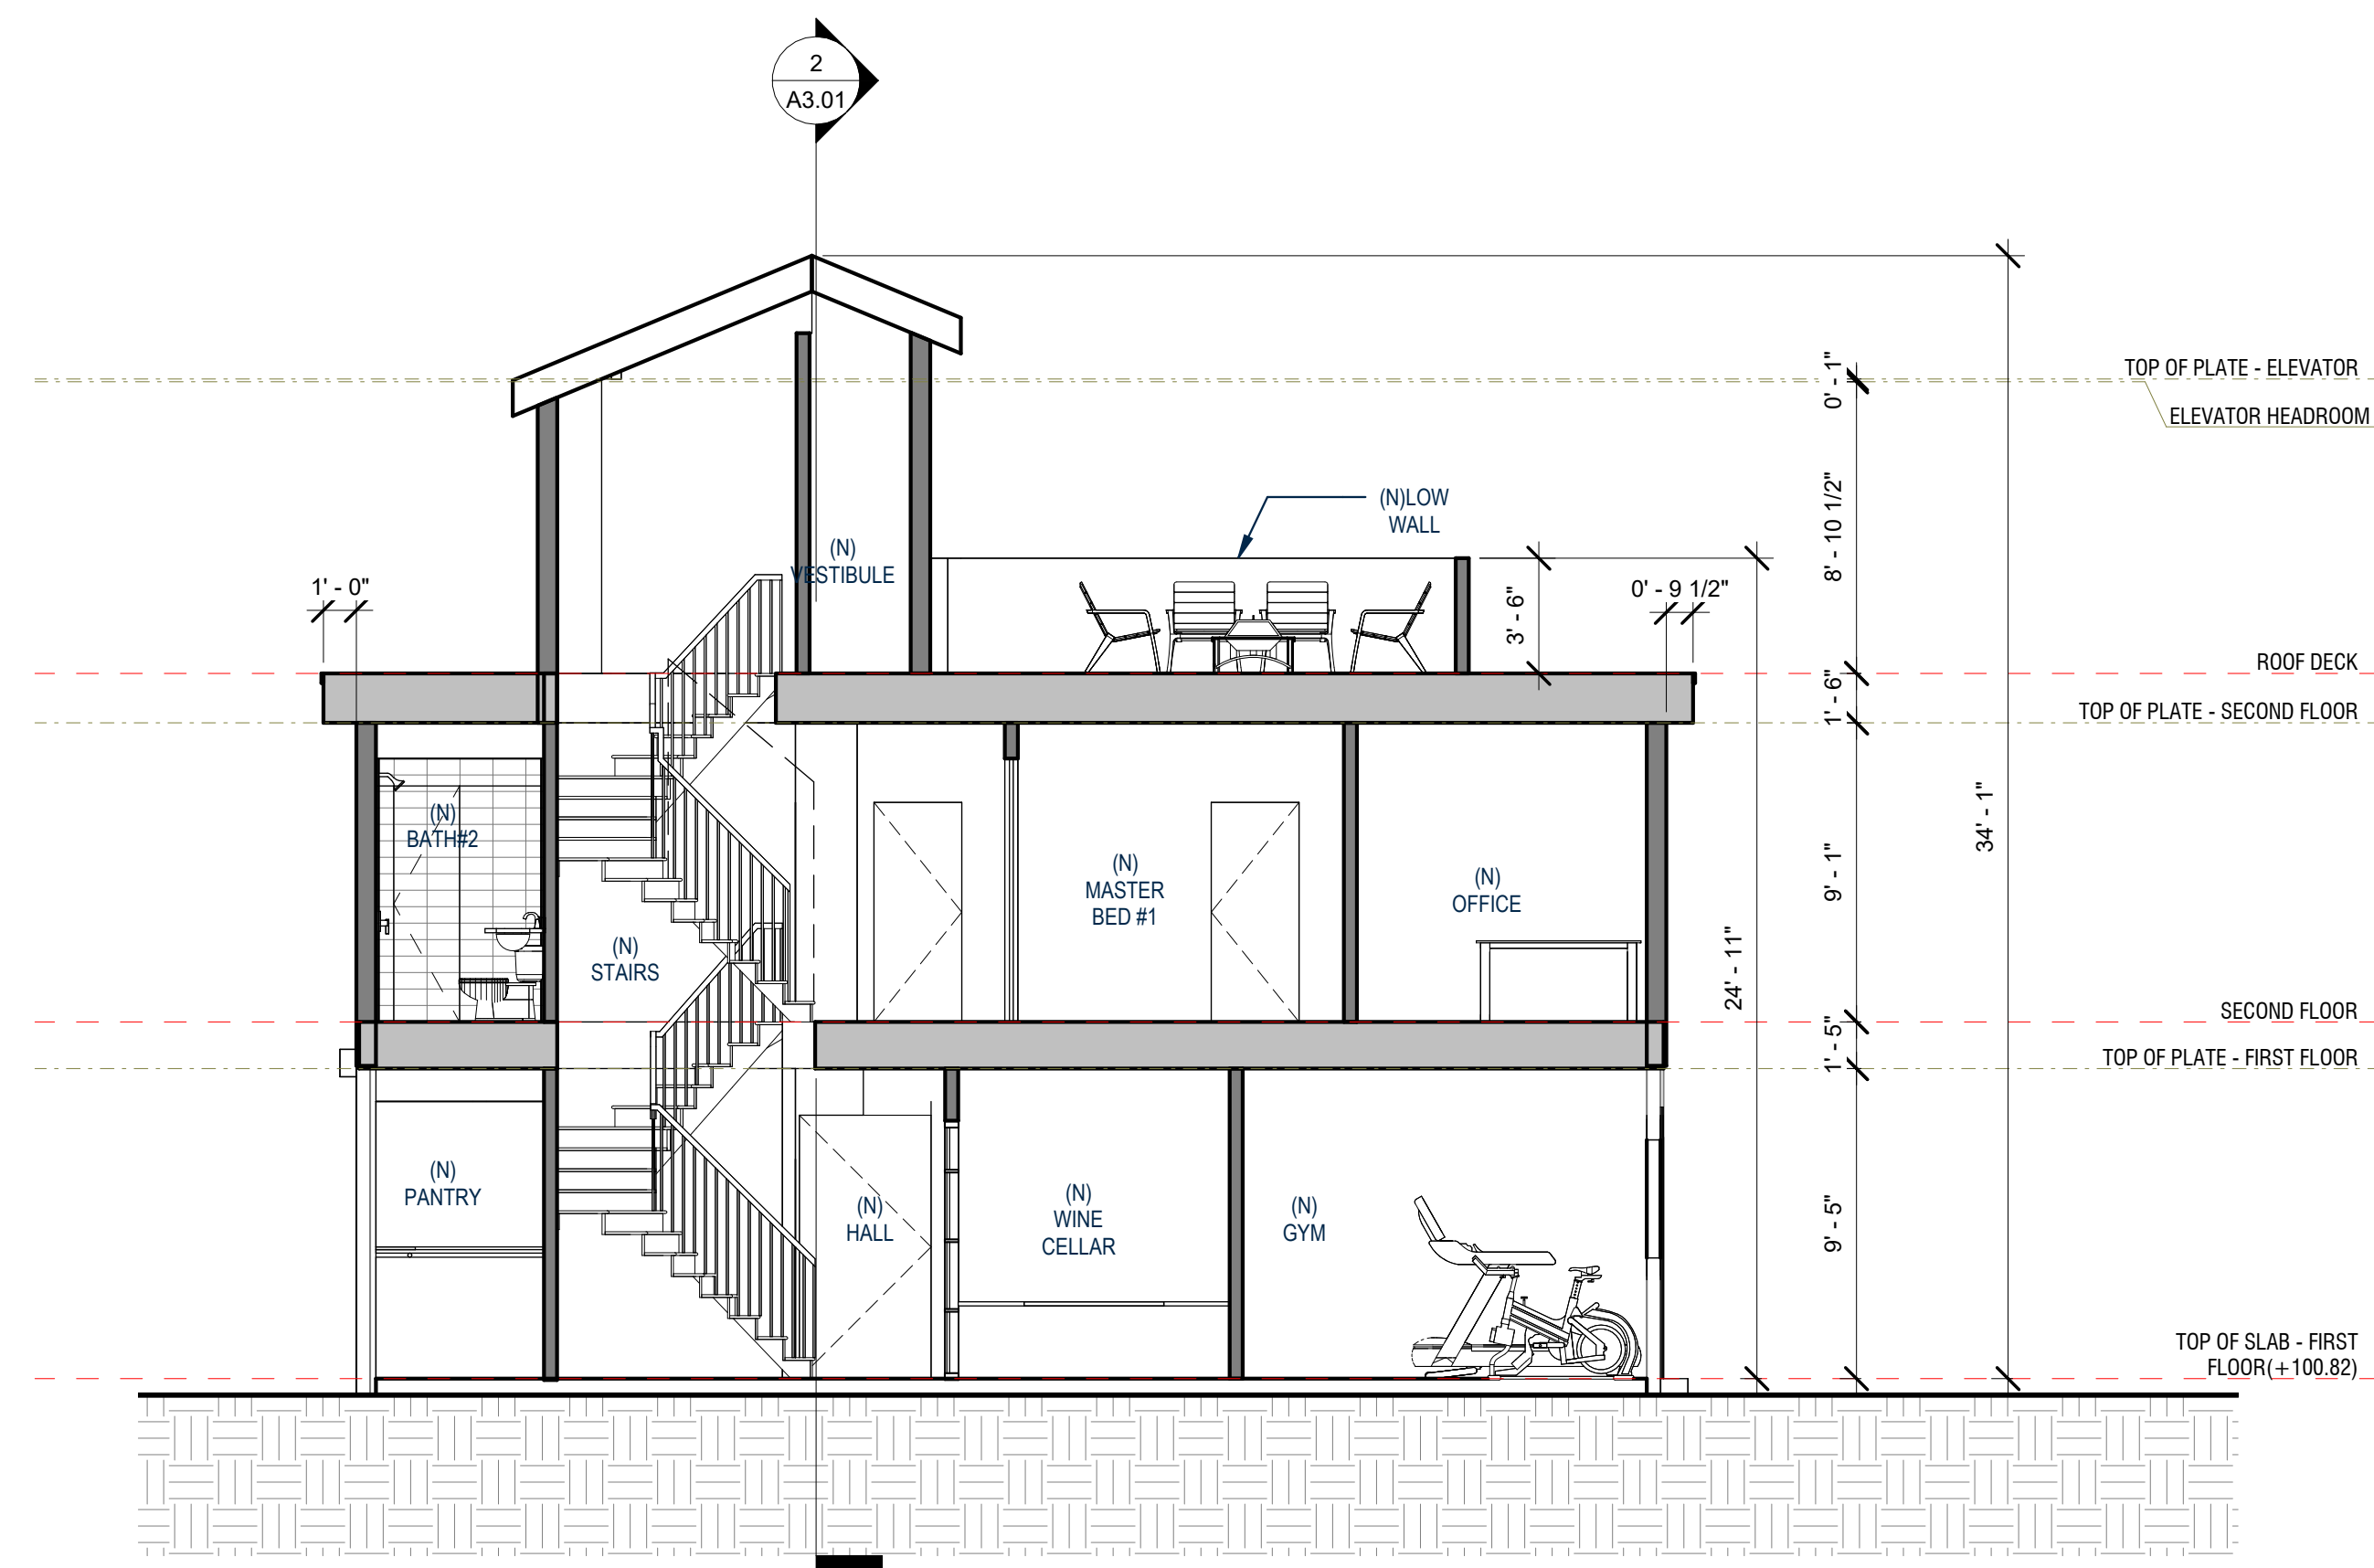 2
A3.01
TOP OF PLATE - ELEVATOR
0' - 1"
ELEVATOR HEADROOM
8' - 10 1/2"
(N)LOW
WALL
(N)
VESTIBULE
1' - 0"
3' - 6"
0' - 9 1/2"
ROOF DECK
1' - 6"
TOP OF PLATE - SECOND FLOOR
34' - 1"
(N)
BATH#2
(N)
MASTER
BED #1
(N)
OFFICE
9' - 1"
(N)
STAIRS
24' - 11"
SECOND FLOOR
1' - 5"
TOP OF PLATE - FIRST FLOOR
(N)
PANTRY
(N)
HALL
(N)
WINE
CELLAR
(N)
GYM
9' - 5"
TOP OF SLAB - FIRST
FLOOR(+100.82)